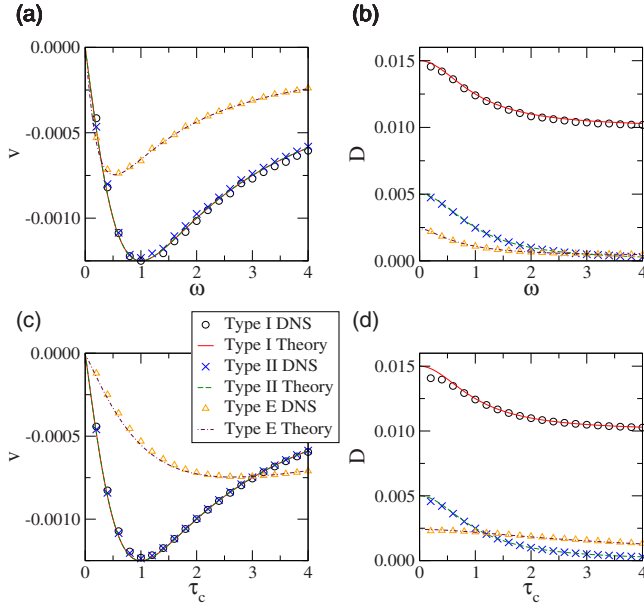 (a)
(b)
0.0000
-0.0005
-0.0010
v
0 1 2 3 4
ω
0.015
0.010
0.005
0.000
D
0 1 2 3 4
ω
(c)
(d)
Type I DNS
Type I Theory
Type II DNS
Type II Theory
Type E DNS
Type E Theory
0.0000
-0.0005
-0.0010
v
0 1 2 3 4
τc
0.015
0.010
0.005
0.000
D
0 1 2 3 4
τc